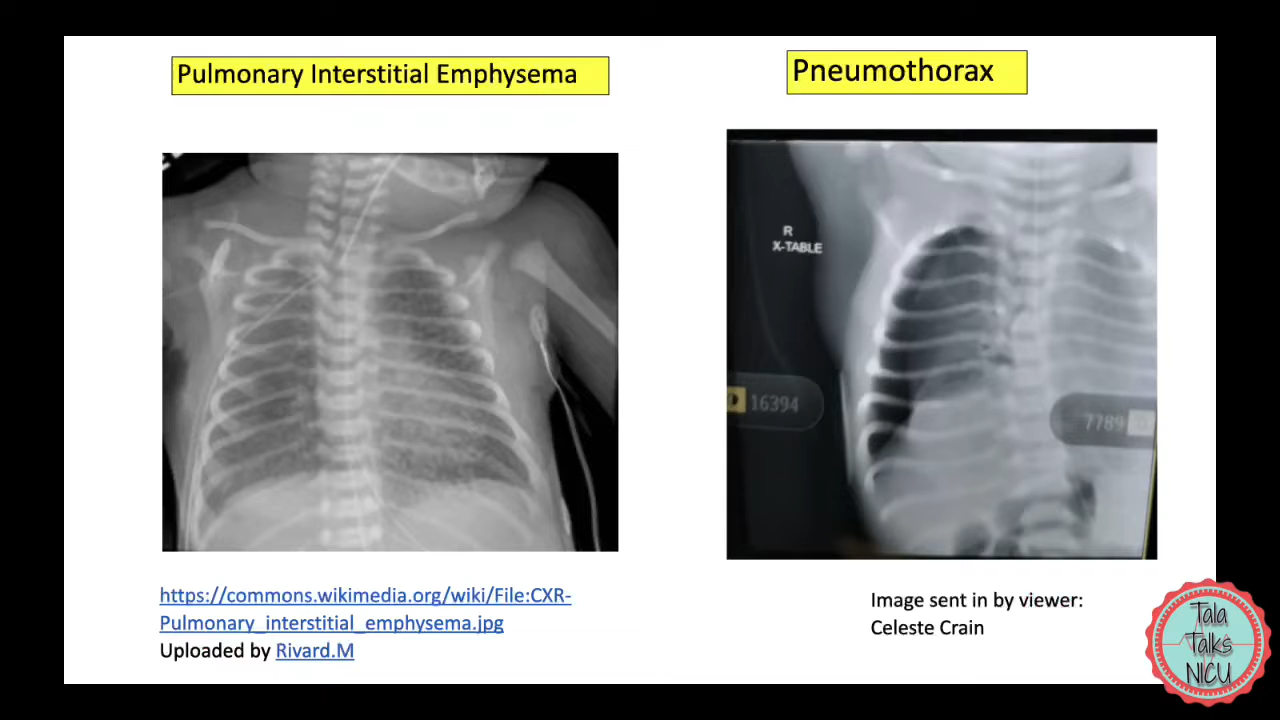 Pulmonary Interstitial Emphysema
Pneumothorax
R
X-TABLE
16394
7789
https://commons.wikimedia.org/wiki/File:CXR-
Pulmonary_interstitial_emphysema.jpg
Uploaded by Rivard.M
Image sent in by viewer:
Celeste Crain
Tala
Talks
NICU